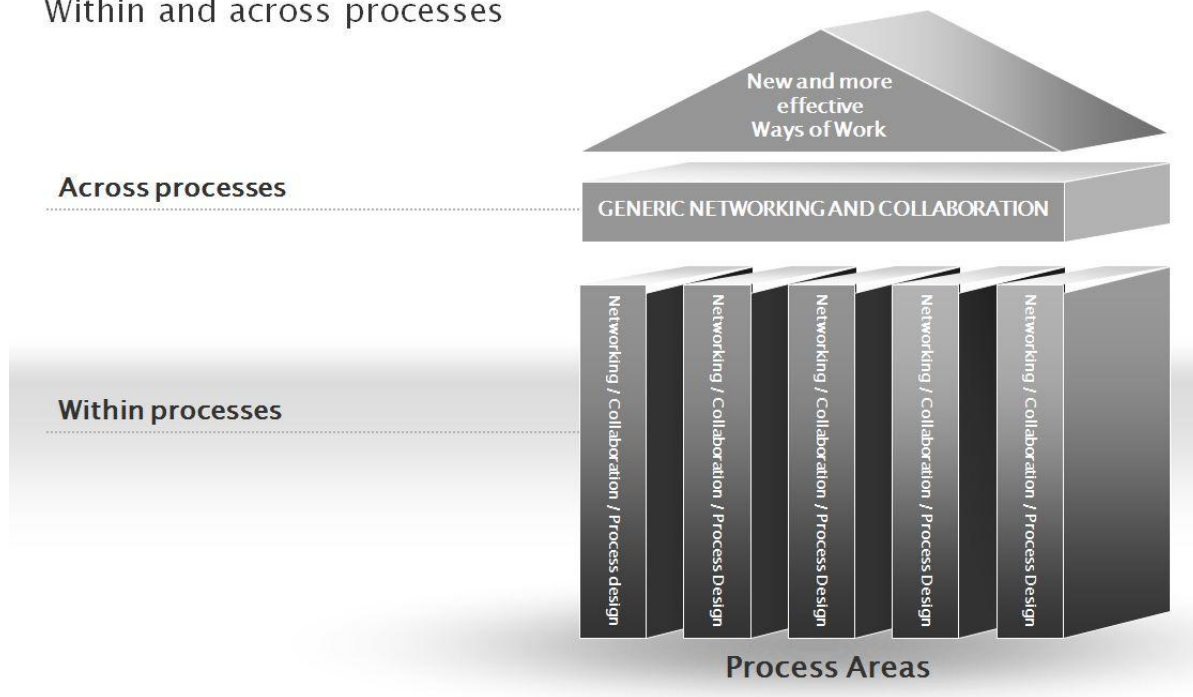 Within and across processes
New and more
effective
Ways of Work
Across processes
GENERIC NETWORKING AND COLLABORATION
Within processes
Networking / Collaboration / Process design
Networking / Collaboration / Process Design
Networking / Collaboration / Process Design
Networking / Collaboration / Process Design
Networking / Collaboration / Process Design
Process Areas